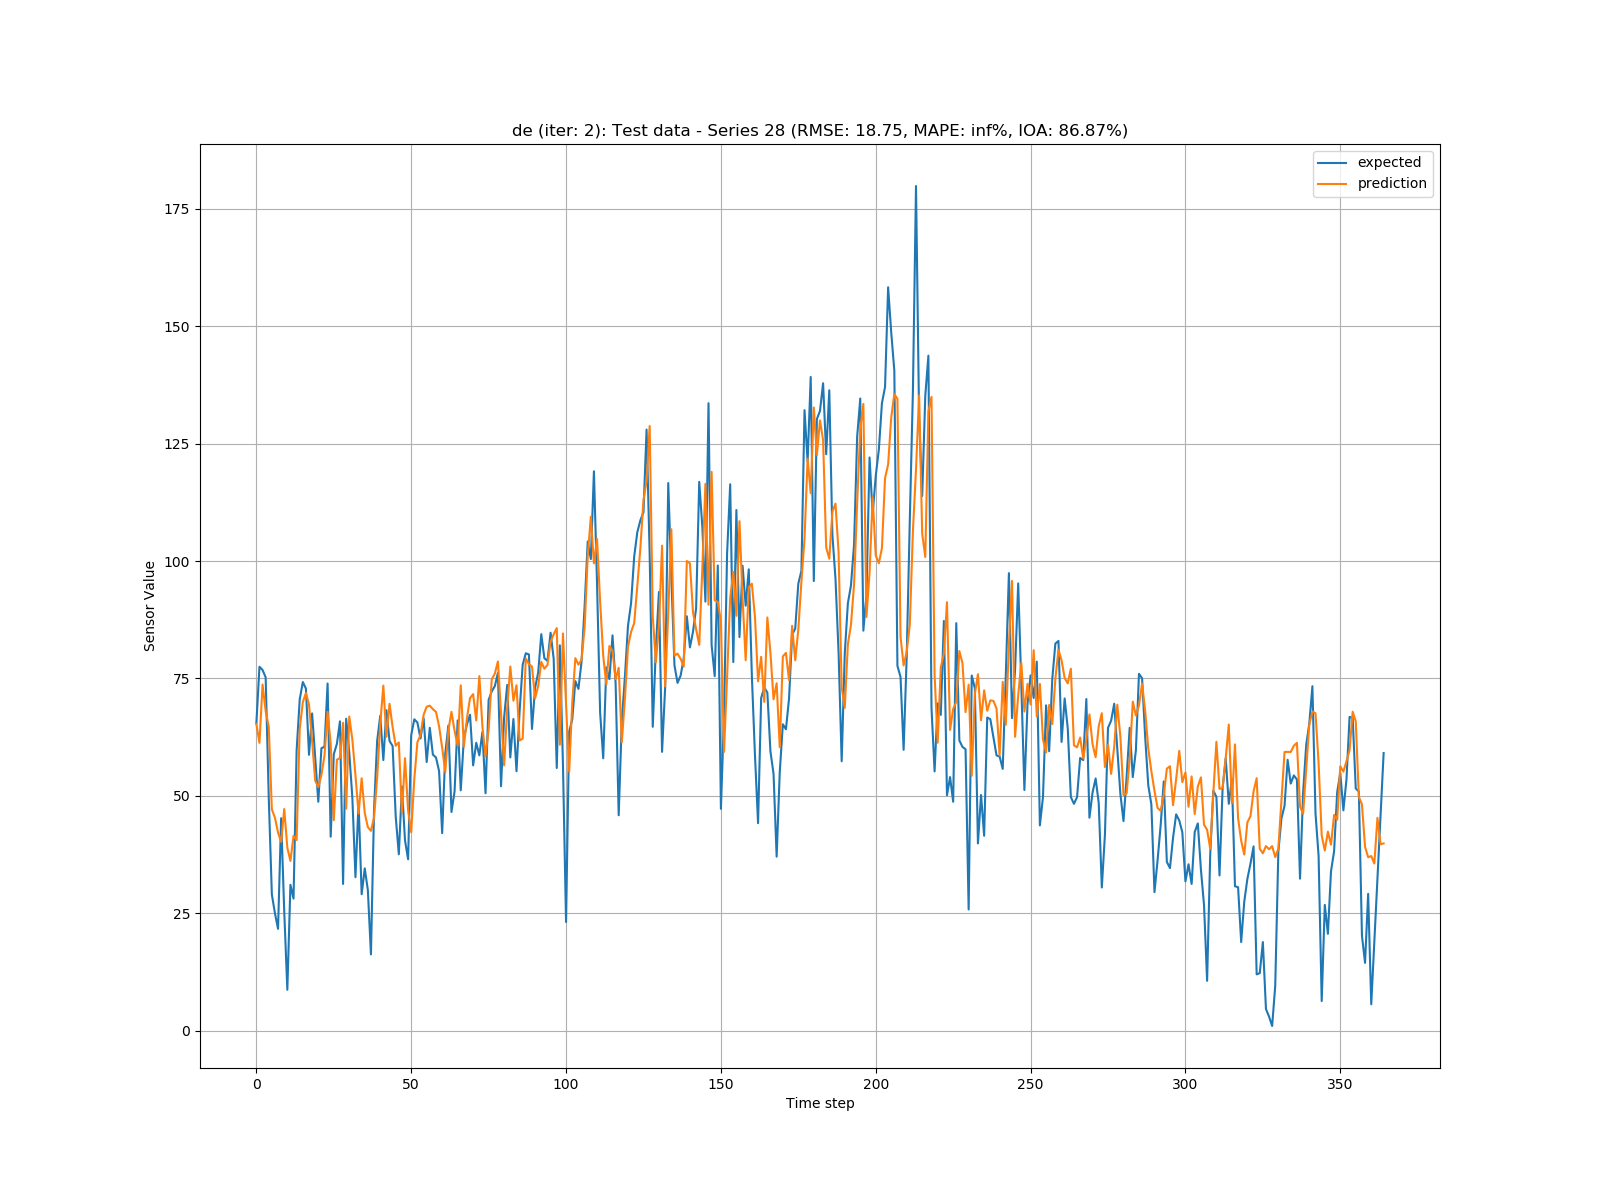 de (iter: 2): Test data - Series 28 (RMSE: 18.75, MAPE: inf%, IOA: 86.87%)
expected
prediction
175
150
125
100
75
50
25
0
Sensor Value
0 50 100 150 200 250 300 350
Time step